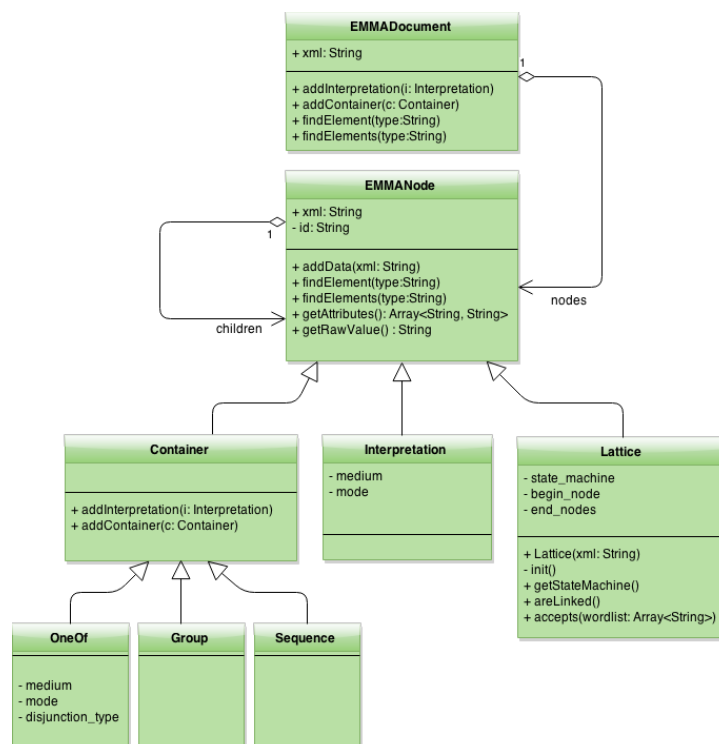 EMMADocument
+ xml: String
1
+ addInterpretation(i: Interpretation)
+ addContainer(c: Container)
+ findElement(type:String)
+ findElements(type:String)
EMMANode
+ xml: String
- id: String
1
+ addData(xml: String)
+ findElement(type:String)
+ findElements(type:String)
+ getAttributes(): Array<String, String>
+ getRawValue() : String
nodes
children
Container
+ addInterpretation(i: Interpretation)
+ addContainer(c: Container)
Interpretation
- medium
- mode
Lattice
- state_machine
- begin_node
- end_nodes
+ Lattice(xml: String)
- init()
+ getStateMachine()
+ areLinked()
+ accepts(wordlist: Array<String>)
OneOf
- medium
- mode
- disjunction_type
Group
Sequence